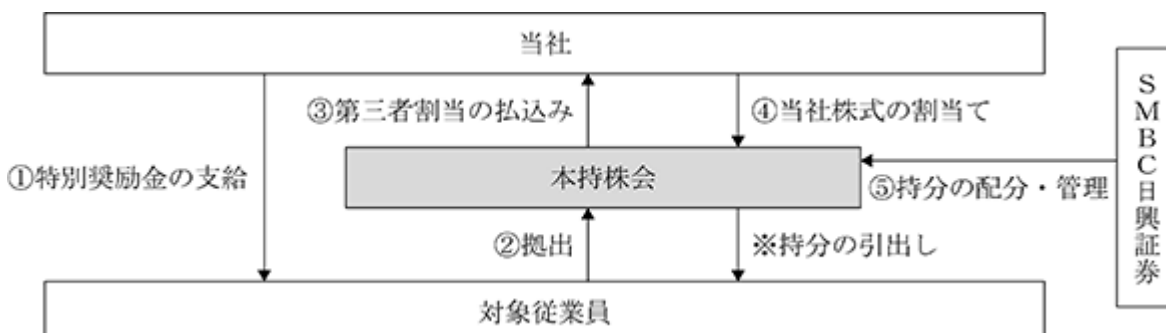 当社
③第三者割当の払込み
④当社株式の割当て
①特別奨励金の支給
本持株会
⑤持分の配分・管理
②拠出
※持分の引出し
対象従業員
SMBC日興証券